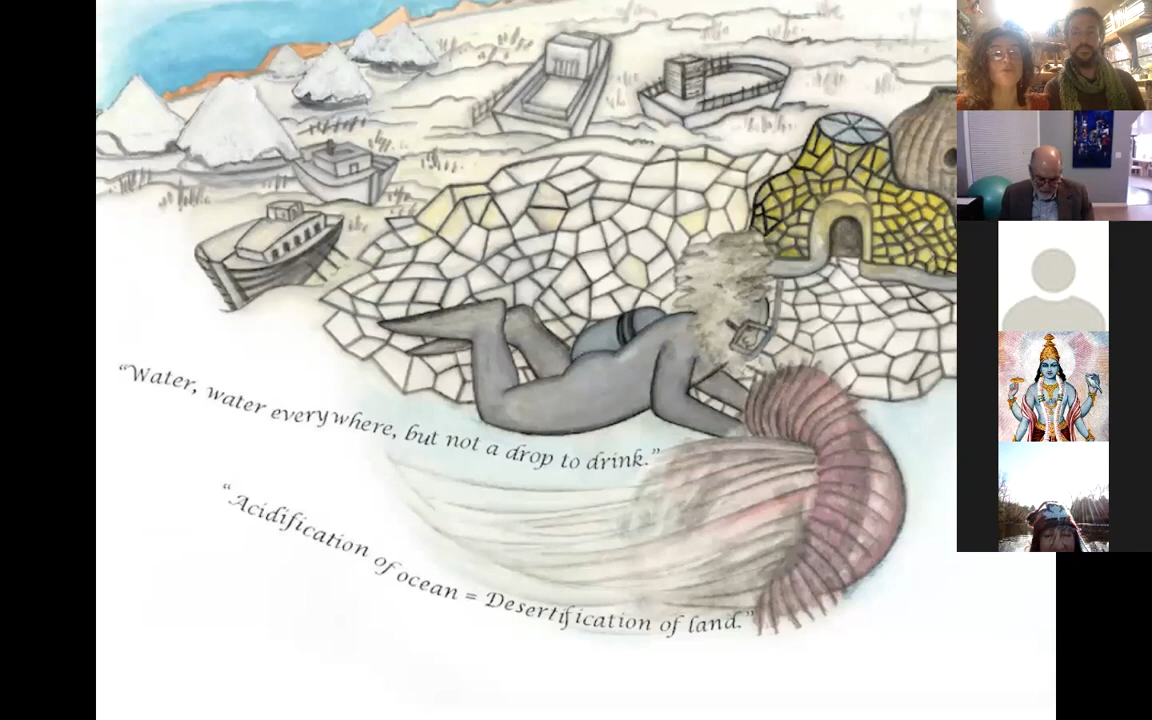 “Water, water everywhere, but not a drop to drink.”
“Acidification of ocean = Desertification of land.”